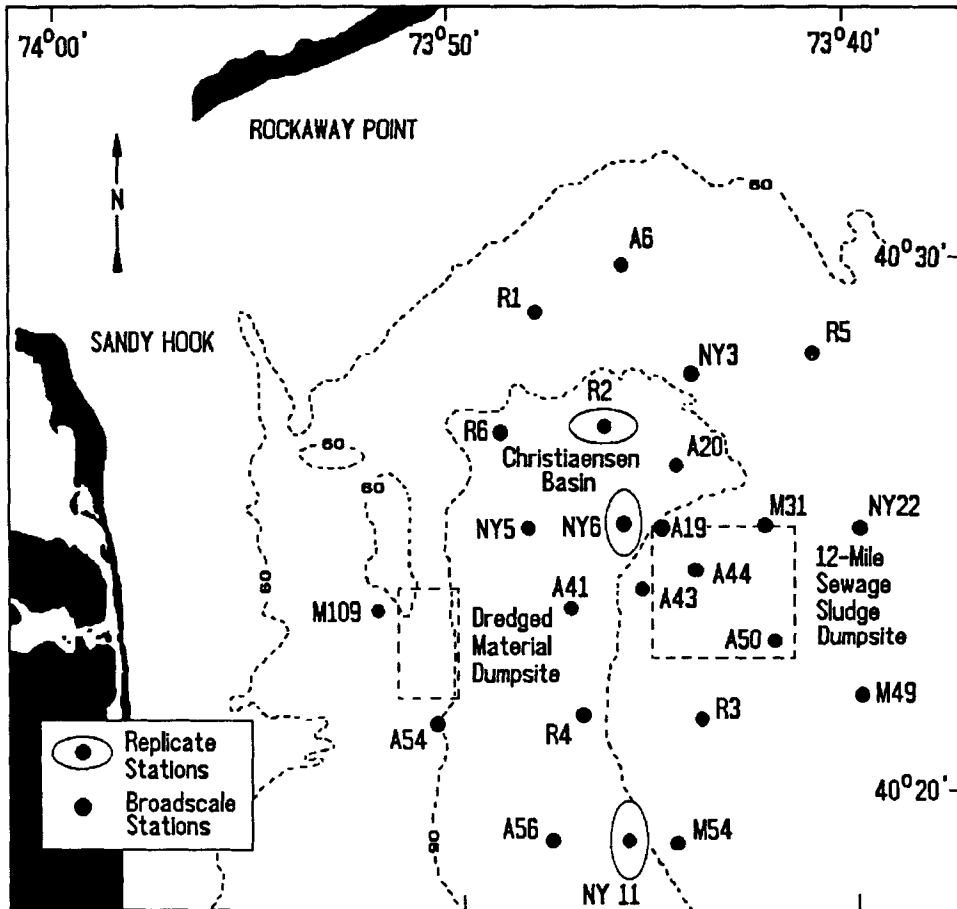 74°00'
73°50'
73°40'
ROCKAWAY POINT
N
60
A6
40°30'
R1
SANDY HOOK
R5
NY3
R2
R6
A20
Christiaensen
Basin
60
60
NY5
NY6
A19
M31
NY22
12-Mile
Sewage
Sludge
Dumpsite
A44
A43
A41
60
M109
Dredged
Material
Dumpsite
A50
M49
R3
R4
A54
Replicate
Stations
Broadscale
Stations
40°20'
A56
M54
60
NY 11